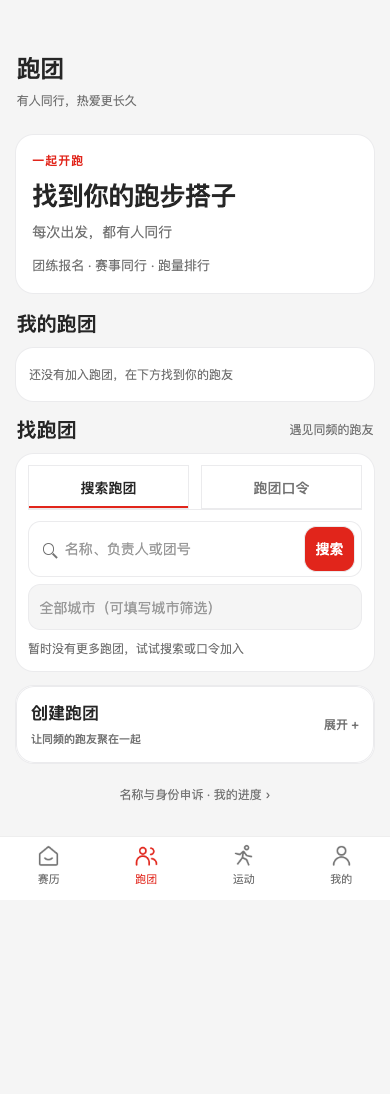 跑团
有人同行，热爱更长久
一起开跑
找到你的跑步搭子
每次出发，都有人同行
团练报名 · 赛事同行 · 跑量排行
我的跑团
还没有加入跑团，在下方找到你的跑友
找跑团
遇见同频的跑友
搜索跑团
跑团口令
名称、负责人或团号
搜索
全部城市（可填写城市筛选）
暂时没有更多跑团，试试搜索或口令加入
创建跑团
展开 +
让同频的跑友聚在一起
名称与身份申诉 · 我的进度 ›
赛历
跑团
运动
我的